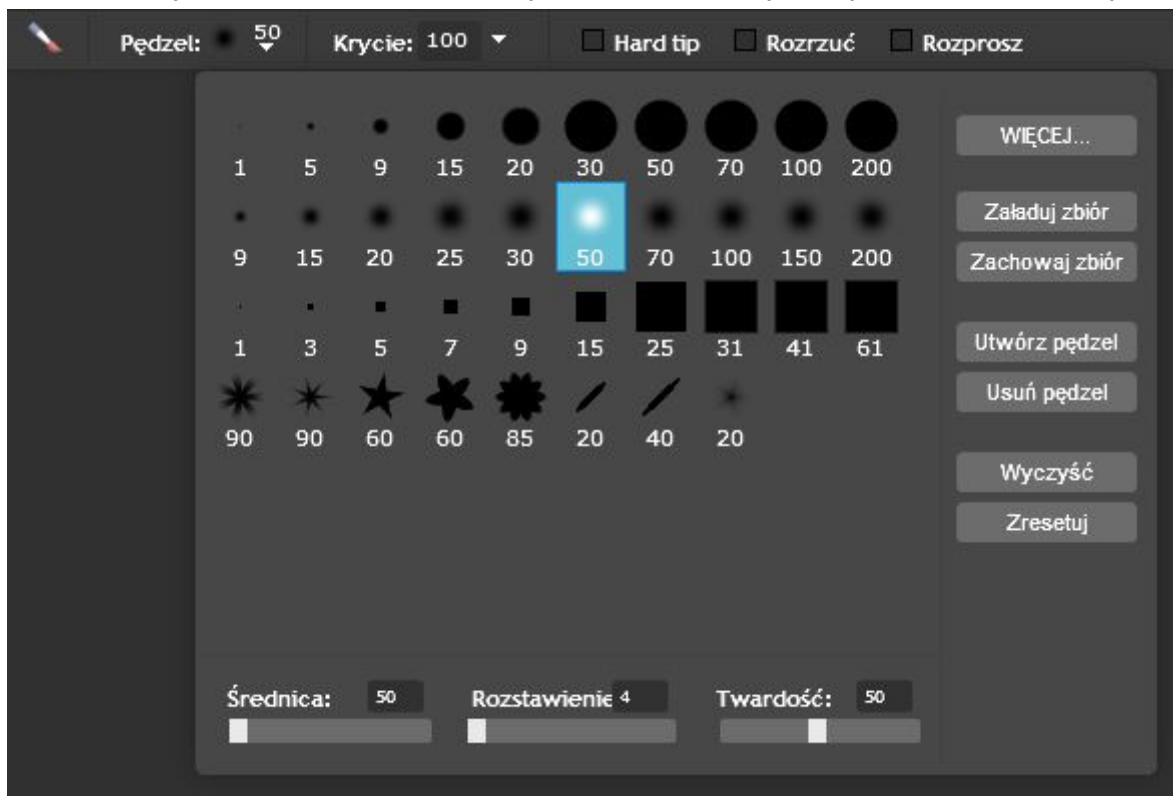 Pędzel: 50 Krycie: 100 Hard tip Rozrzuć Rozprosz
1 5 9 15 20 30 50 70 100 200
9 15 20 25 30 50 70 100 150 200
1 3 5 7 9 15 25 31 41 61
90 90 60 60 85 20 40 20
WIĘCEJ...
Załaduj zbiór
Zachowaj zbiór
Utwórz pędzel
Usuń pędzel
Wyczyść
Zresetuj
Średnica: 50 Rozstawienie 4 Twardość: 50